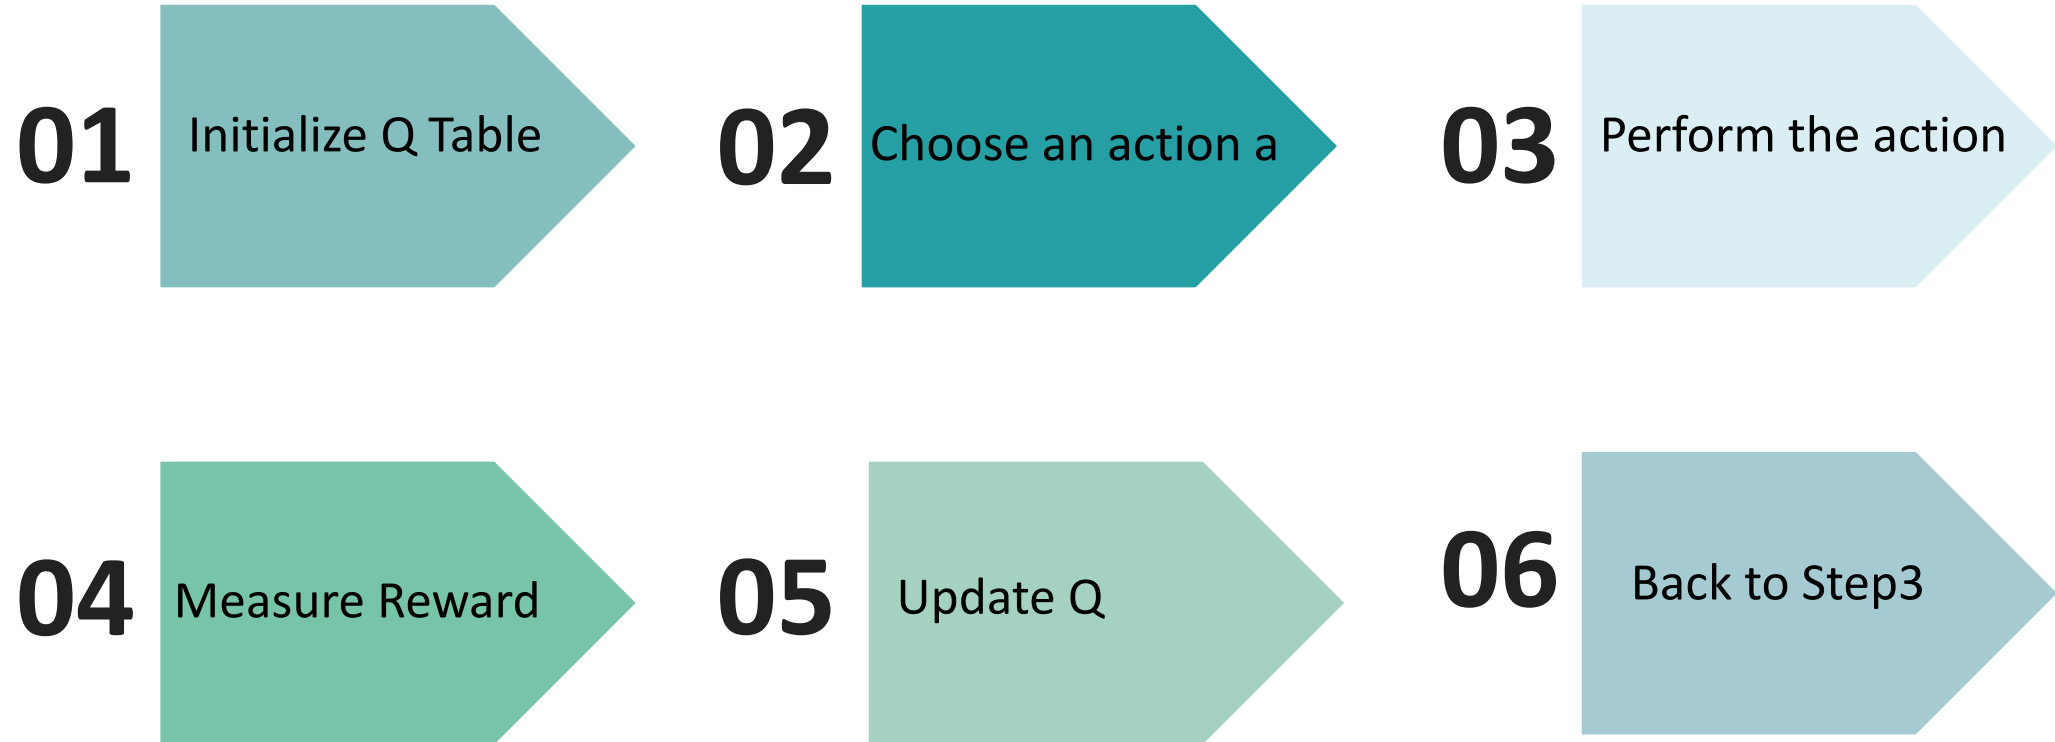 01
Initialize Q Table
02
Choose an action a
03
Perform the action
04
Measure Reward
05
Update Q
06
Back to Step3